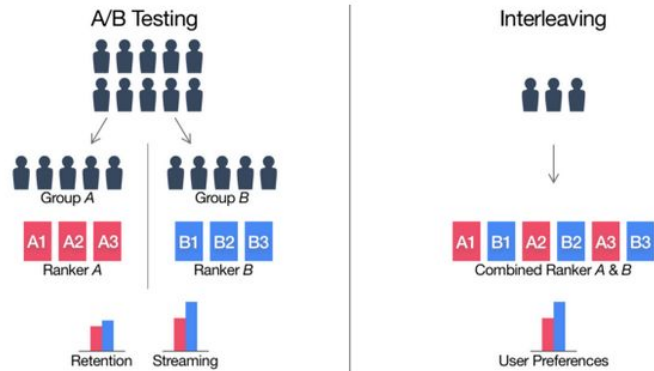 A/B Testing
Group A
Group B
A1 A2 A3
B1 B2 B3
Ranker A
Ranker B
Retention
Streaming
Interleaving
A1 B1 A2 B2 A3 B3
Combined Ranker A & B
User Preferences